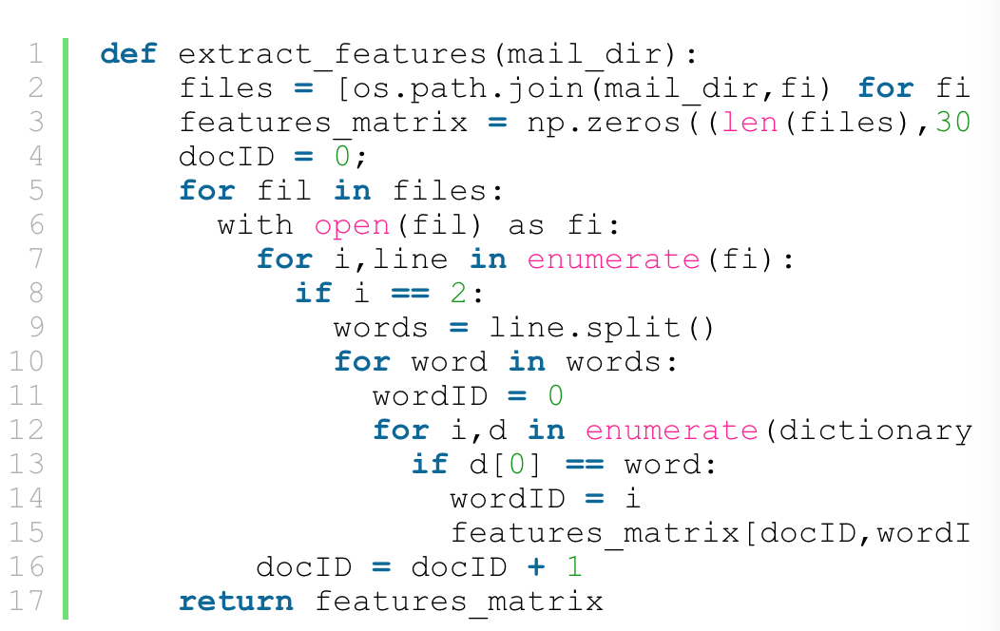 1 def extract_features(mail_dir):
2     files = [os.path.join(mail_dir,fi) for fi
3     features_matrix = np.zeros((len(files),30
4     docID = 0;
5     for fil in files:
6       with open(fil) as fi:
7         for i,line in enumerate(fi):
8           if i == 2:
9             words = line.split()
10             for word in words:
11               wordID = 0
12               for i,d in enumerate(dictionary
13                 if d[0] == word:
14                   wordID = i
15                   features_matrix[docID,wordI
16         docID = docID + 1
17     return features_matrix